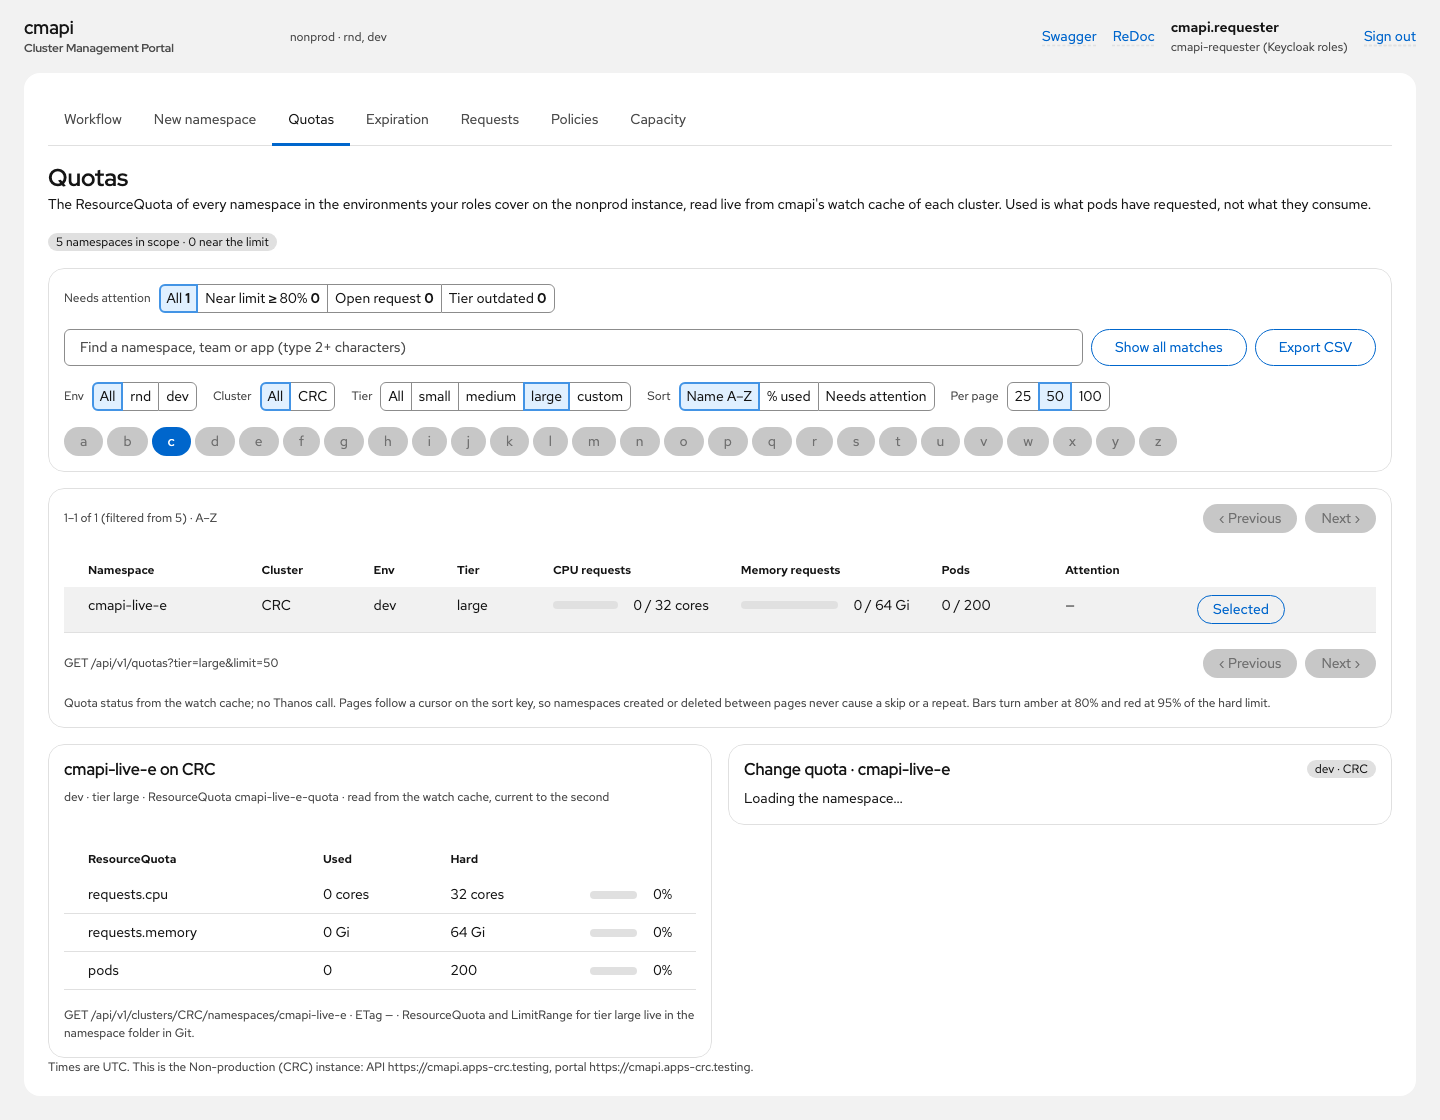 cmapi
Cluster Management Portal
nonprod · rnd, dev
Swagger
ReDoc
cmapi.requester
cmapi-requester (Keycloak roles)
Sign out
Workflow
New namespace
Quotas
Expiration
Requests
Policies
Capacity
Quotas
The ResourceQuota of every namespace in the environments your roles cover on the nonprod instance, read live from cmapi's watch cache of each cluster. Used is what pods have requested, not what they consume.
5 namespaces in scope · 0 near the limit
Needs attention All 1 Near limit ≥ 80% 0 Open request 0 Tier outdated 0
Find a namespace, team or app (type 2+ characters)
Show all matches
Export CSV
Env All rnd dev Cluster All CRC Tier All small medium large custom Sort Name A–Z % used Needs attention Per page 25 50 100
a b c d e f g h i j k l m n o p q r s t u v w x y z
1–1 of 1 (filtered from 5) · A–Z
‹ Previous Next ›
Namespace Cluster Env Tier CPU requests Memory requests Pods Attention
cmapi-live-e CRC dev large 0 / 32 cores 0 / 64 Gi 0 / 200 — Selected
GET /api/v1/quotas?tier=large&limit=50
‹ Previous Next ›
Quota status from the watch cache; no Thanos call. Pages follow a cursor on the sort key, so namespaces created or deleted between pages never cause a skip or a repeat. Bars turn amber at 80% and red at 95% of the hard limit.
cmapi-live-e on CRC
dev · tier large · ResourceQuota cmapi-live-e-quota · read from the watch cache, current to the second
ResourceQuota Used Hard
requests.cpu 0 cores 32 cores 0%
requests.memory 0 Gi 64 Gi 0%
pods 0 200 0%
GET /api/v1/clusters/CRC/namespaces/cmapi-live-e · ETag — · ResourceQuota and LimitRange for tier large live in the
namespace folder in Git.
Change quota · cmapi-live-e
dev · CRC
Loading the namespace…
Times are UTC. This is the Non-production (CRC) instance: API https://cmapi.apps-crc.testing, portal https://cmapi.apps-crc.testing.